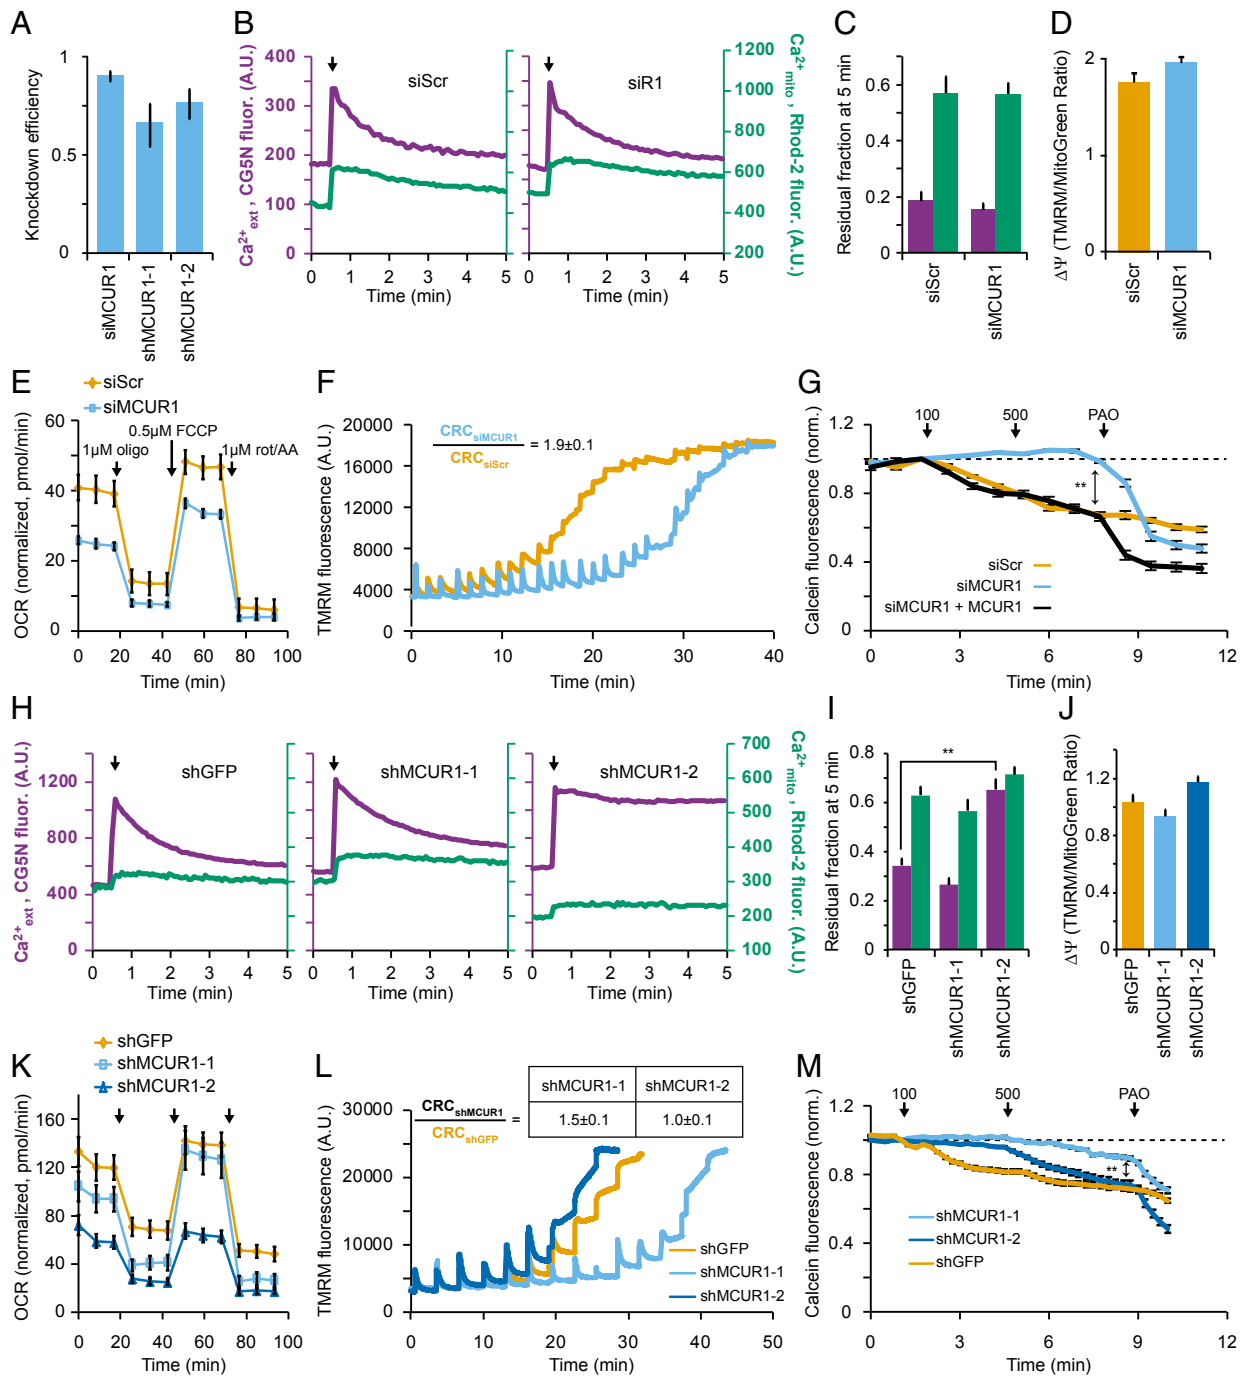 A
Knockdown efficiency
1
0.5
0
siMCUR1
shMCUR1-1
shMCUR1-2
B
Ca²⁺ext , CG5N fluor. (A.U.)
400
300
200
100
0
siScr
siR1
0 1 2 3 4 5
0 1 2 3 4 5
Time (min)
Time (min)
1200
1000
800
600
400
200
Ca²⁺mito , Rhod-2 fluor. (A.U.)
C
Residual fraction at 5 min
0.6
0.4
0.2
0
siScr
siMCUR1
D
ΔΨ (TMRM/MitoGreen Ratio)
2
1
0
siScr
siMCUR1
E
siScr
siMCUR1
0.5µM FCCP
1µM oligo
1µM rot/AA
OCR (normalized, pmol/min)
60
40
20
0
0 20 40 60 80 100
Time (min)
F
TMRM fluorescence (A.U.)
20000
16000
12000
8000
4000
0
CRCsiMCUR1
CRCsiScr
= 1.9±0.1
0 10 20 30 40
Time (min)
G
Calcein fluorescence (norm.)
1.2
0.8
0.4
0
100
500
PAO
**
siScr
siMCUR1
siMCUR1 + MCUR1
0 3 6 9 12
Time (min)
H
Ca²⁺ext , CG5N fluor. (A.U.)
1200
800
400
0
shGFP
shMCUR1-1
shMCUR1-2
0 1 2 3 4 5
0 1 2 3 4 5
0 1 2 3 4 5
Time (min)
Time (min)
Time (min)
700
600
500
400
300
200
100
Ca²⁺mito , Rhod-2 fluor. (A.U.)
I
Residual fraction at 5 min
0.8
0.6
0.4
0.2
0
**
shGFP
shMCUR1-1
shMCUR1-2
J
ΔΨ (TMRM/MitoGreen Ratio)
1.2
0.8
0.4
0
shGFP
shMCUR1-1
shMCUR1-2
K
shGFP
shMCUR1-1
shMCUR1-2
OCR (normalized, pmol/min)
160
120
80
40
0
0 20 40 60 80 100
Time (min)
L
TMRM fluorescence (A.U.)
30000
20000
10000
0
CRCshMCUR1
CRCshGFP
=
shMCUR1-1 shMCUR1-2
1.5±0.1 1.0±0.1
shGFP
shMCUR1-1
shMCUR1-2
0 10 20 30 40 50
Time (min)
M
Calcein fluorescence (norm.)
1.2
0.8
0.4
0
100
500
PAO
**
shMCUR1-1
shMCUR1-2
shGFP
0 3 6 9 12
Time (min)